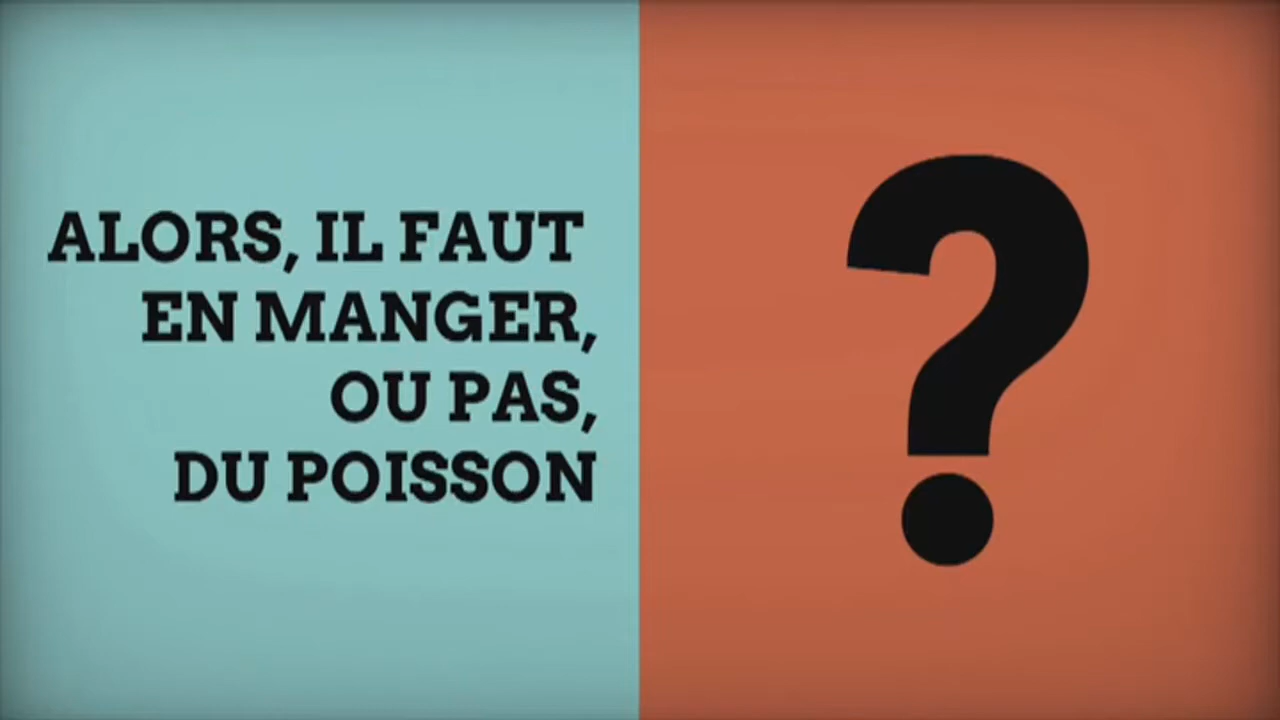 ALORS, IL FAUT
EN MANGER,
OU PAS,
DU POISSON
?